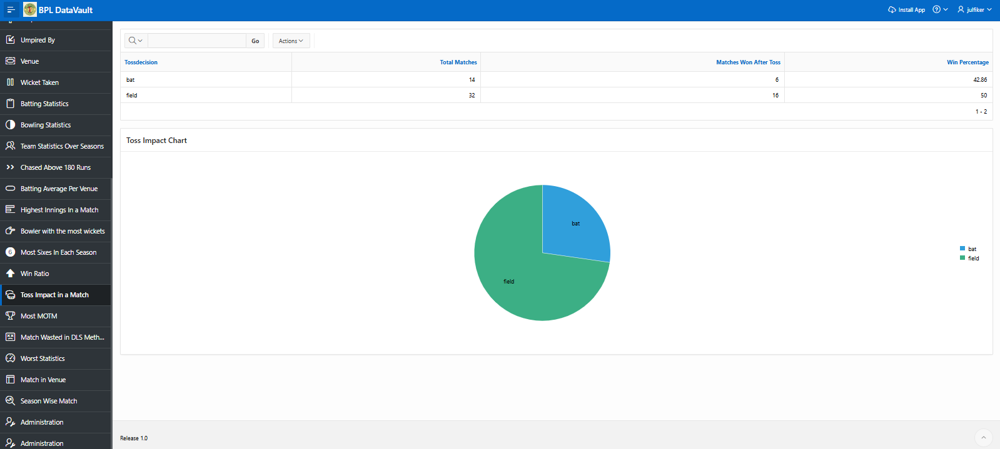 BPL DataVault
Install App
julfiker
Umpired By
Venue
Wicket Taken
Batting Statistics
Bowling Statistics
Team Statistics Over Seasons
Chased Above 180 Runs
Batting Average Per Venue
Highest Innings In a Match
Bowler with the most wickets
6 Most Sixes In Each Season
Win Ratio
Toss Impact in a Match
Most MOTM
Match Wasted in DLS Meth...
Worst Statistics
Match in Venue
Season Wise Match
Administration
Administration
Go
Actions
Tossdecision Total Matches Matches Won After Toss Win Percentage
bat 14 6 42.86
field 32 16 50
1 - 2
Toss Impact Chart
bat
field
bat
field
Release 1.0